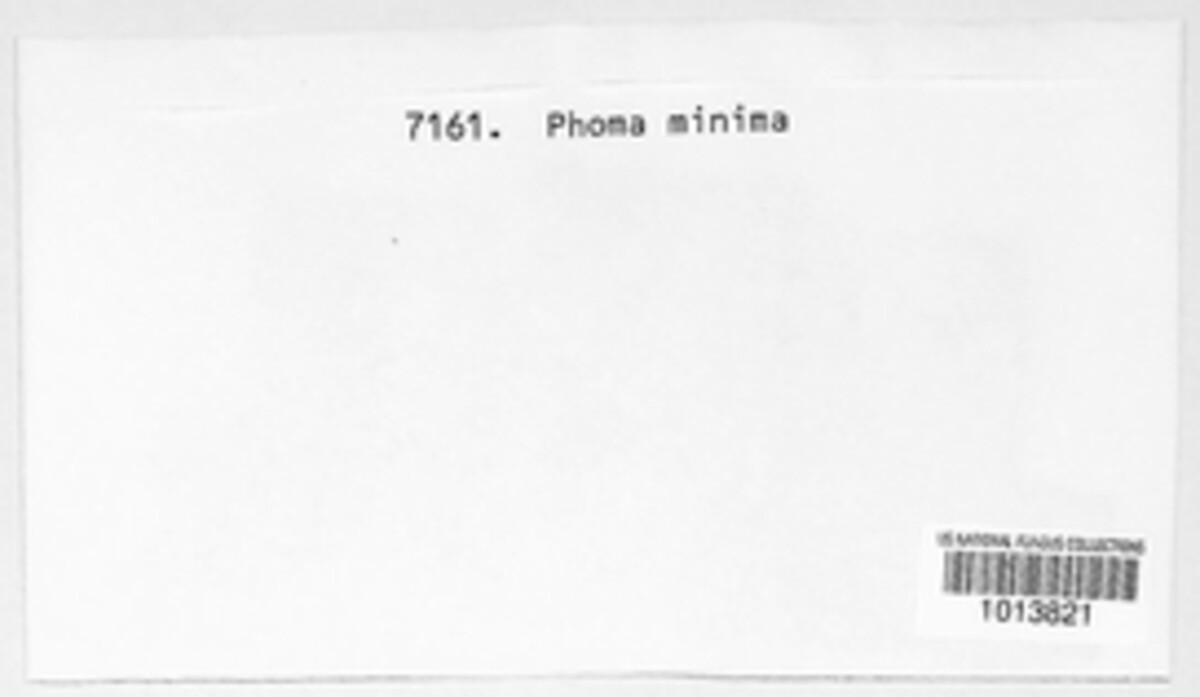 7161. Phoma minima
US NATIONAL FUNGUS COLLECTIONS
1013821